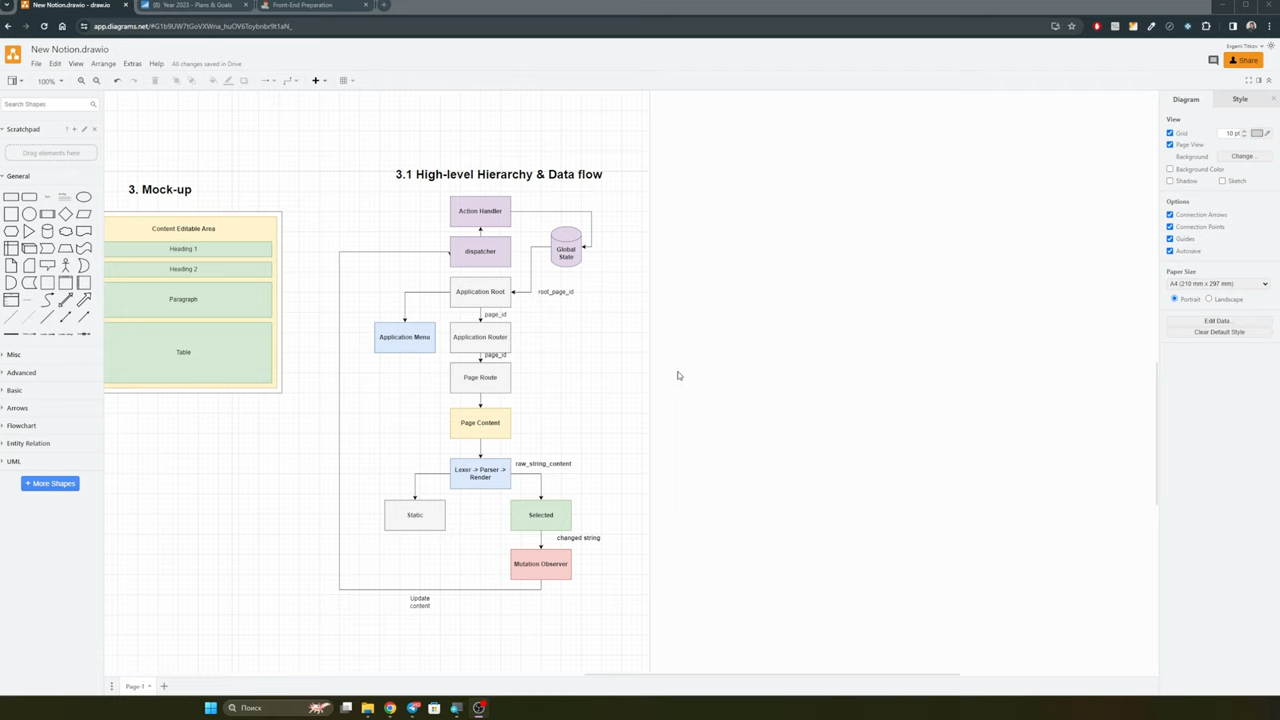 New Notion.drawio - draw.io
Year 2023 - Plans & Goals
Front-End Preparation
app.diagrams.net/#G1b9UW7tGoVXWna_huOV6Toybnbr9t1aN_
New Notion.drawio
File Edit View Arrange Extras Help All changes saved in Drive
Evgeni Titkov
Share
100%
Search Shapes
Scratchpad
Drag elements here
General
Misc
Advanced
Basic
Arrows
Flowchart
Entity Relation
UML
+ More Shapes
3. Mock-up
Content Editable Area
Heading 1
Heading 2
Paragraph
Table
3.1 High-level Hierarchy & Data flow
Action Handler
dispatcher
Global
State
Application Root
root_page_id
page_id
Application Menu
Application Router
page_id
Page Route
Page Content
Lexer -> Parser ->
Render
raw_string_content
Static
Selected
changed string
Mutation Observer
Update
content
Diagram
Style
View
Grid
10 pt
Page View
Background
Change...
Background Color
Shadow
Sketch
Options
Connection Arrows
Connection Points
Guides
Autosave
Paper Size
A4 (210 mm x 297 mm)
Portrait
Landscape
Edit Data...
Clear Default Style
Page-1
Поиск